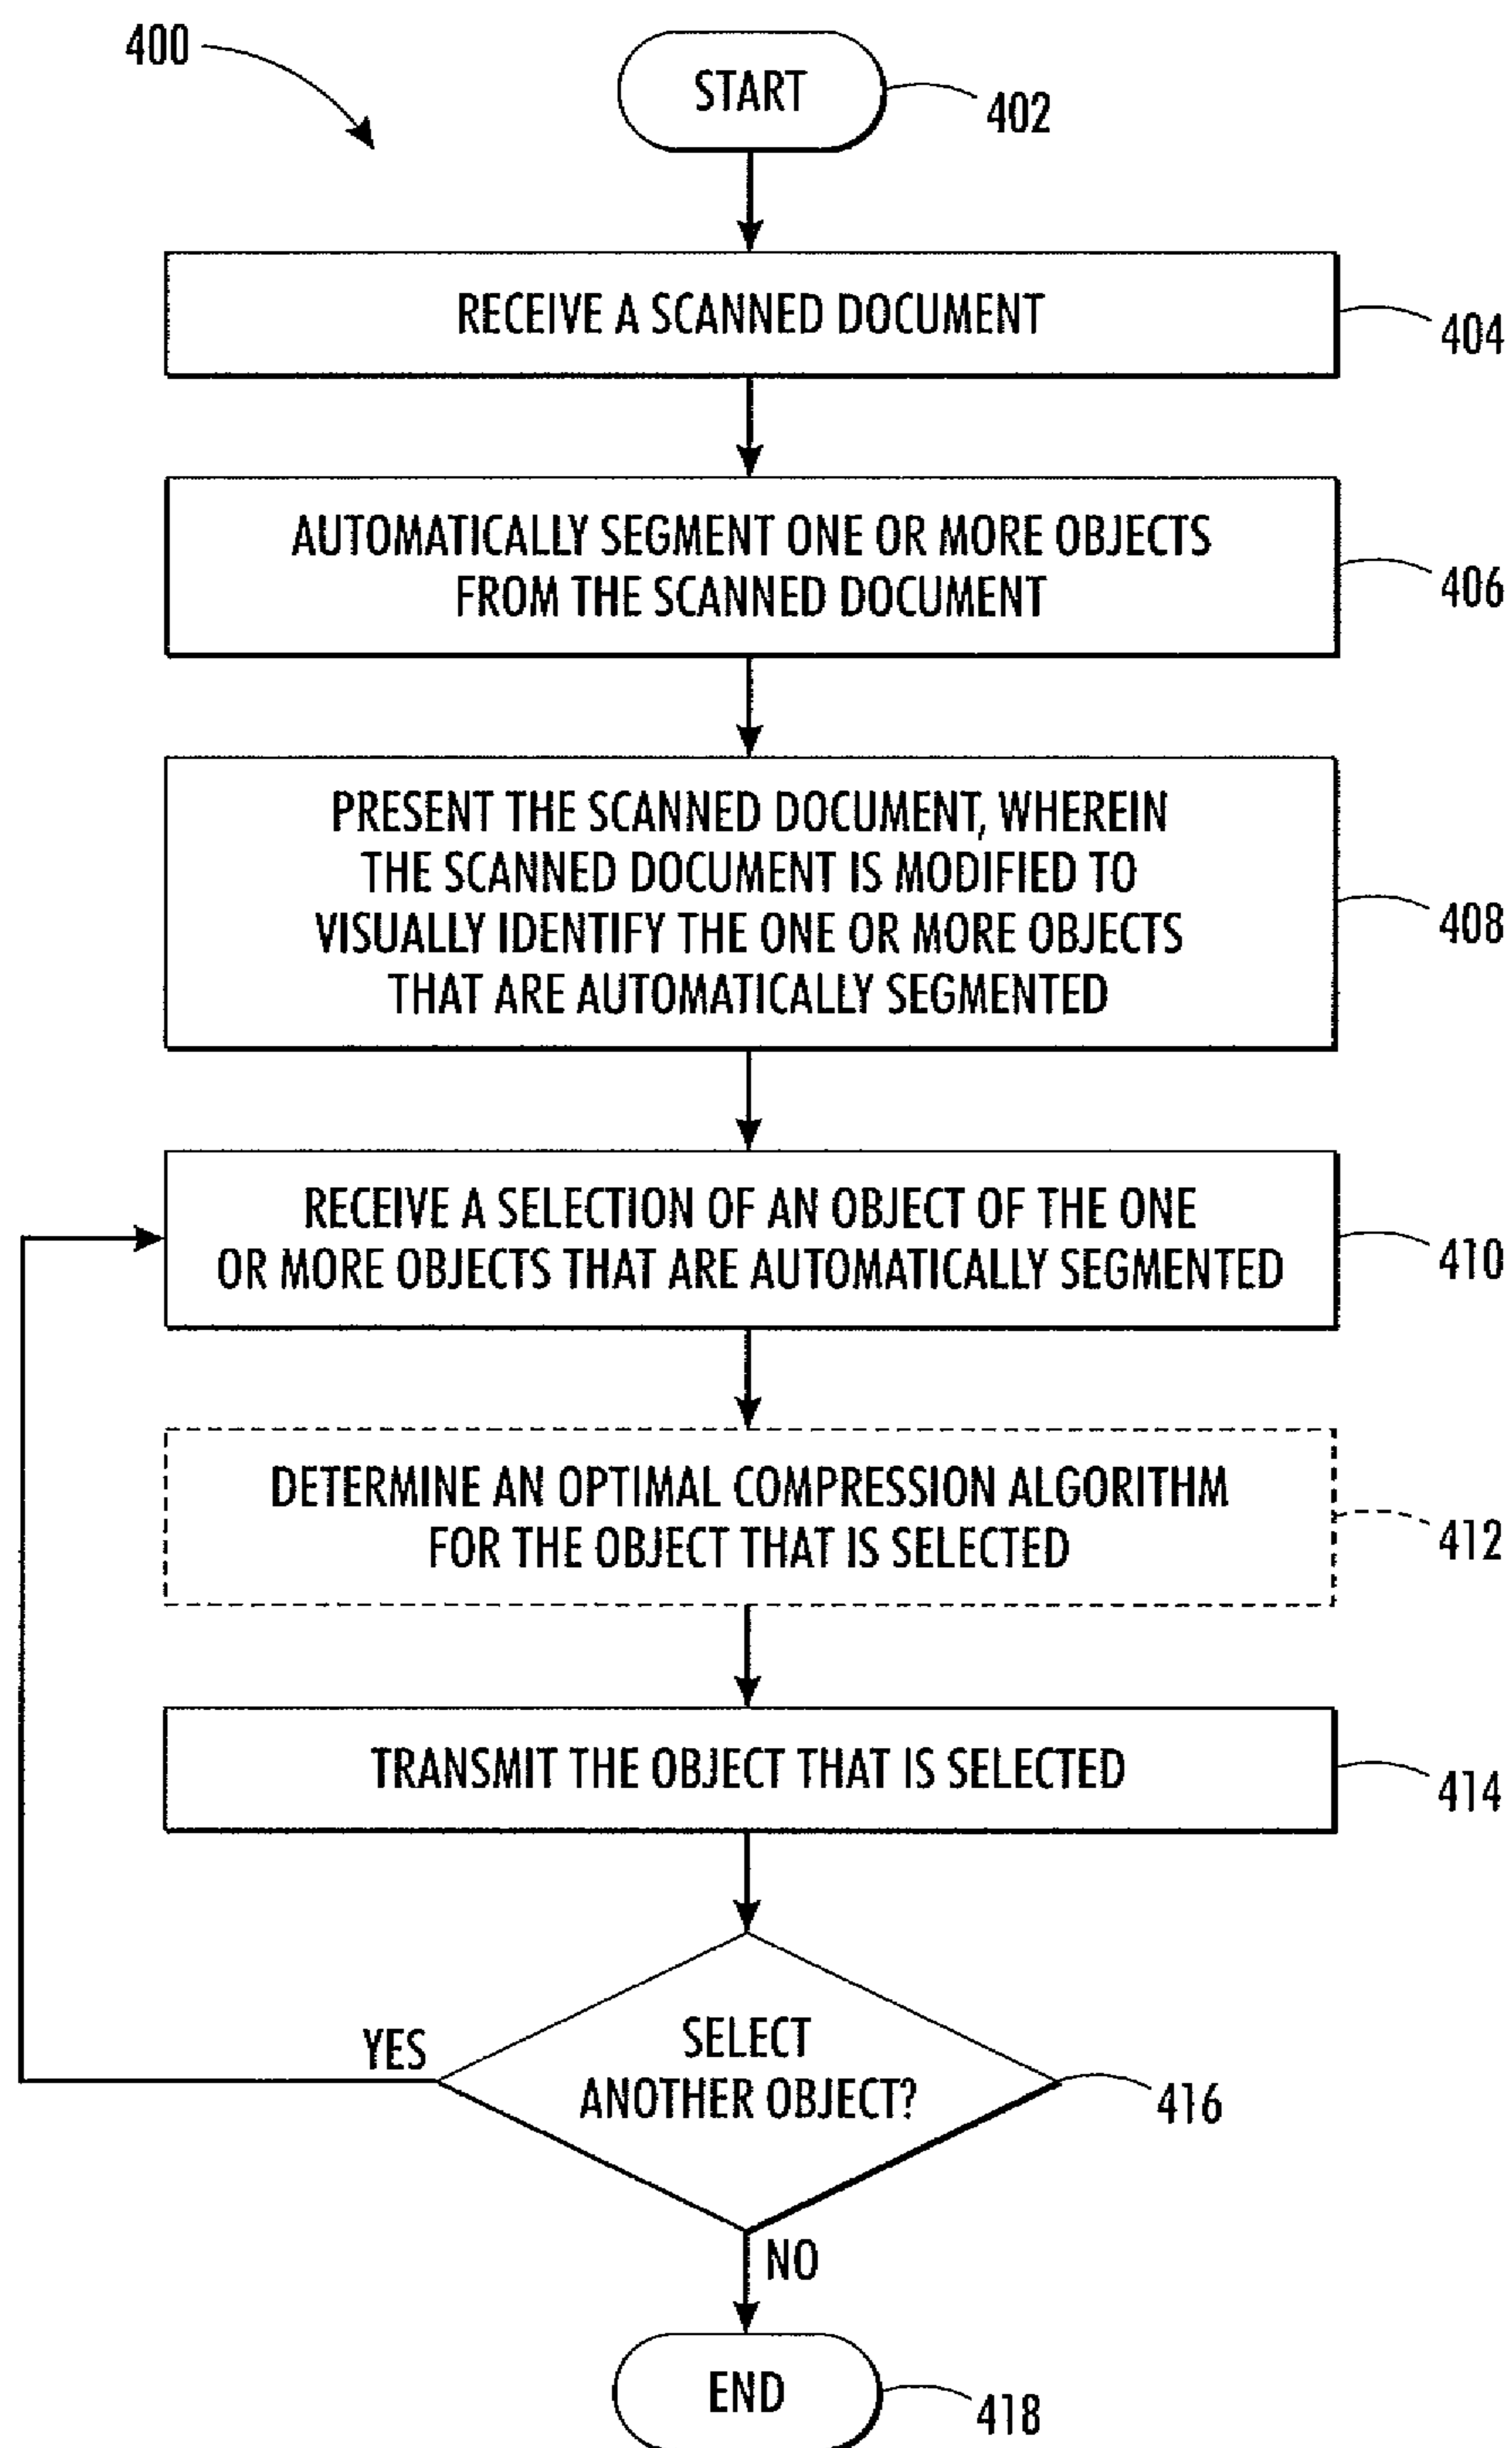 400
START
402
RECEIVE A SCANNED DOCUMENT
404
AUTOMATICALLY SEGMENT ONE OR MORE OBJECTS
FROM THE SCANNED DOCUMENT
406
PRESENT THE SCANNED DOCUMENT, WHEREIN
THE SCANNED DOCUMENT IS MODIFIED TO
VISUALLY IDENTIFY THE ONE OR MORE OBJECTS
THAT ARE AUTOMATICALLY SEGMENTED
408
RECEIVE A SELECTION OF AN OBJECT OF THE ONE
OR MORE OBJECTS THAT ARE AUTOMATICALLY SEGMENTED
410
DETERMINE AN OPTIMAL COMPRESSION ALGORITHM
FOR THE OBJECT THAT IS SELECTED
412
TRANSMIT THE OBJECT THAT IS SELECTED
414
YES
SELECT
ANOTHER OBJECT?
416
NO
END
418